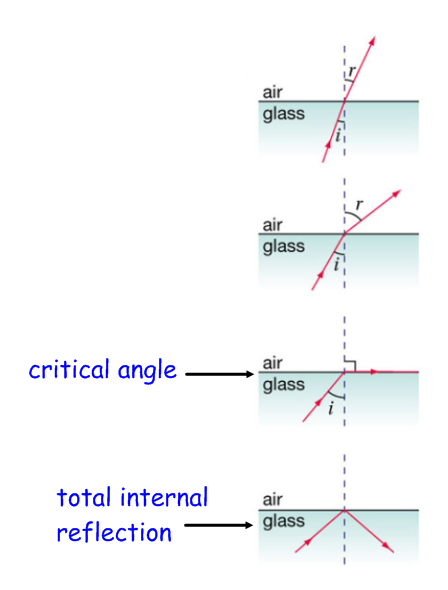 r
air
glass
i
r
air
glass
i
critical angle
air
glass
i
total internal
reflection
air
glass